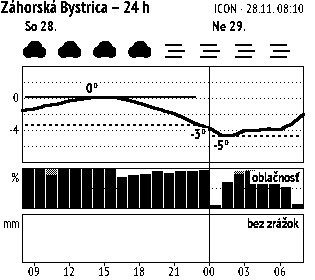 Záhorská Bystrica – 24 h
ICON · 28.11. 08:10
So 28.
Ne 29.
0°
0
-4
-3°
-5°
%
oblačnosť
mm
bez zrážok
09 12 15 18 21 00 03 06